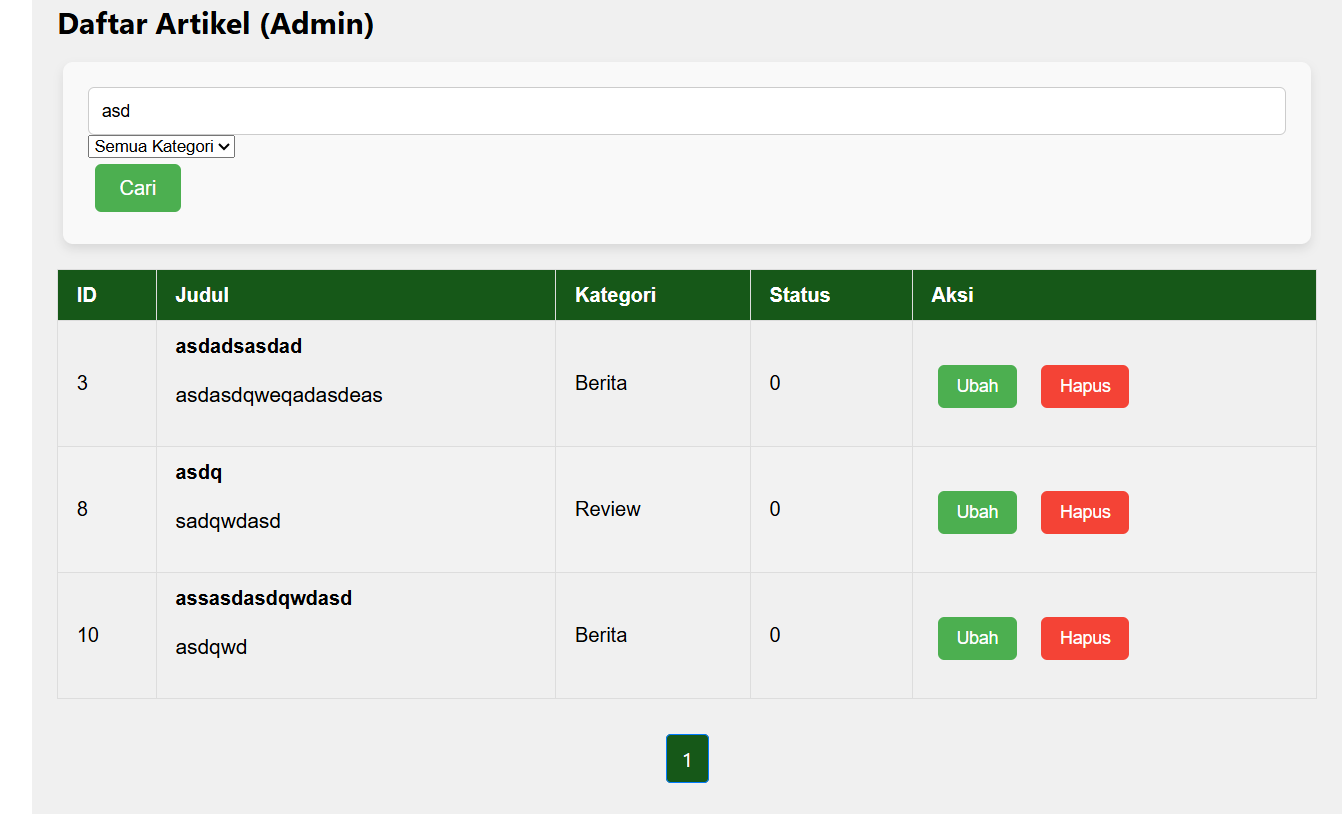 Daftar Artikel (Admin)
asd
Semua Kategori
Cari
ID Judul Kategori Status Aksi
asdadsasdad
3 Berita 0 Ubah Hapus
asdasdqweqadasdeas
asdq
8 Review 0 Ubah Hapus
sadqwdasd
assasdasdqwdasd
10 Berita 0 Ubah Hapus
asdqwd
1